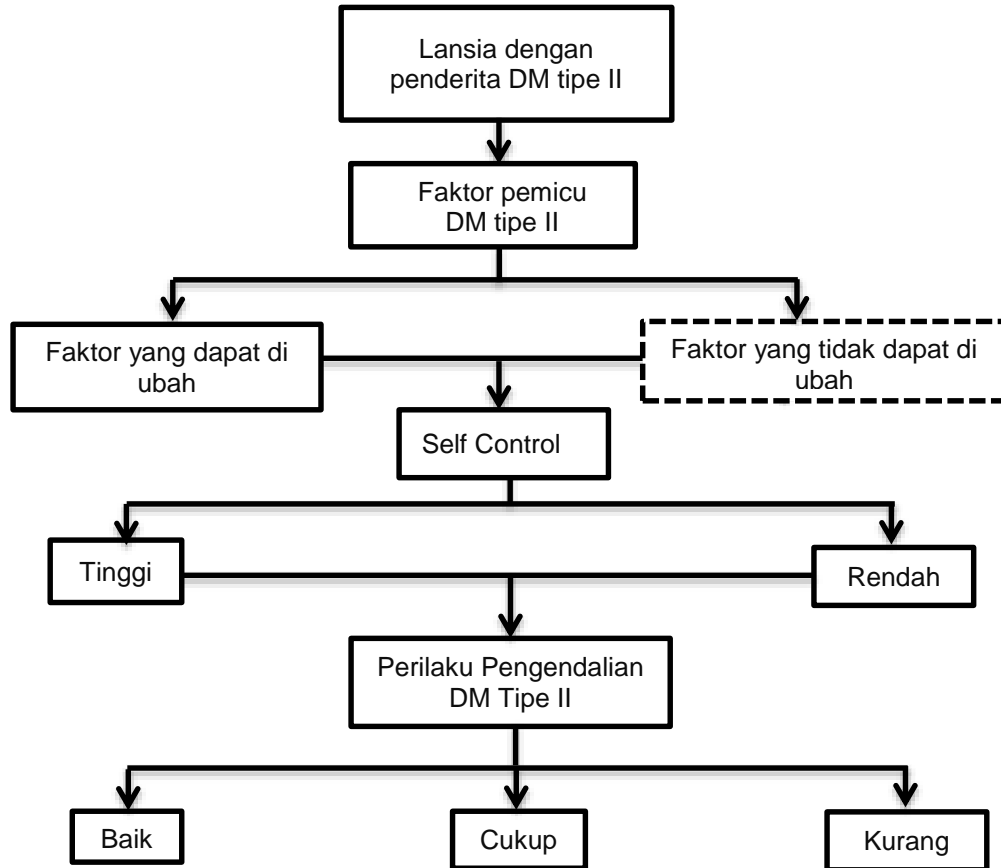 Lansia dengan
penderita DM tipe II
Faktor pemicu
DM tipe II
Faktor yang dapat di
ubah
Faktor yang tidak dapat di
ubah
Self Control
Tinggi
Rendah
Perilaku Pengendalian
DM Tipe II
Baik
Cukup
Kurang